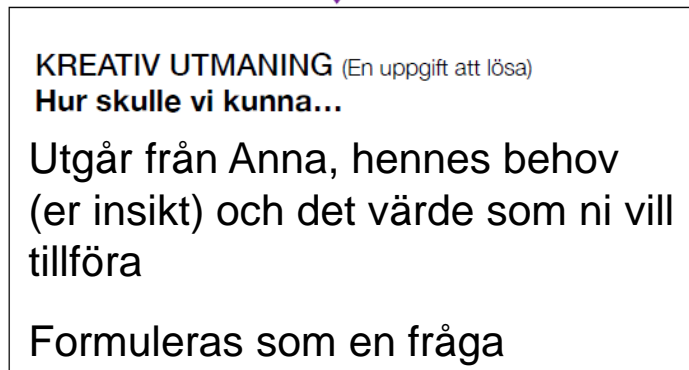 KREATIV UTMANING (En uppgift att lösa)
Hur skulle vi kunna...
Utgår från Anna, hennes behov
(er insikt) och det värde som ni vill
tillföra
Formuleras som en fråga